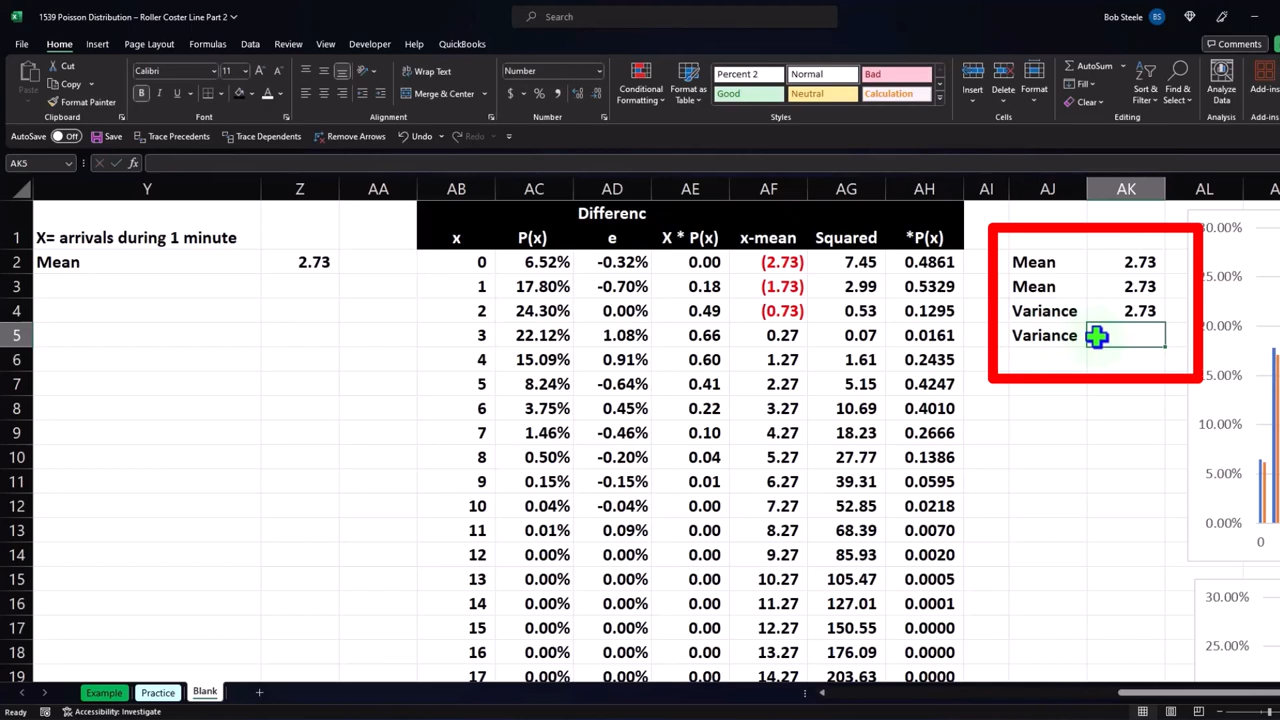 1539 Poisson Distribution – Roller Coster Line Part 2
Search
Bob Steele BS
File Home Insert Page Layout Formulas Data Review View Automate Developer Help QuickBooks
Comments
Cut
Copy
Format Painter
Paste
Clipboard
Calibri 11
B I U
Font
Wrap Text
Merge & Center
Alignment
Number
$ % ,
Number
Conditional Formatting
Format as Table
Percent 2 Normal Bad
Good Neutral Calculation
Styles
Insert Delete Format
Cells
AutoSum
Fill
Clear
Sort & Filter
Find & Select
Editing
Analyze Data
Analysis
Add-ins
AutoSave Off Save Trace Precedents Trace Dependents Remove Arrows Undo Redo
AK5 fx
Y Z AA AB AC AD AE AF AG AH AI AJ AK AL
Differenc
1 X= arrivals during 1 minute x P(x) e X * P(x) x-mean Squared *P(x)
2 Mean 2.73 0 6.52% -0.32% 0.00 (2.73) 7.45 0.4861 Mean 2.73
3 1 17.80% -0.70% 0.18 (1.73) 2.99 0.5329 Mean 2.73
4 2 24.30% 0.00% 0.49 (0.73) 0.53 0.1295 Variance 2.73
5 3 22.12% 1.08% 0.66 0.27 0.07 0.0161 Variance
6 4 15.09% 0.91% 0.60 1.27 1.61 0.2435
7 5 8.24% -0.64% 0.41 2.27 5.15 0.4247
8 6 3.75% 0.45% 0.22 3.27 10.69 0.4010
9 7 1.46% -0.46% 0.10 4.27 18.23 0.2666
10 8 0.50% -0.20% 0.04 5.27 27.77 0.1386
11 9 0.15% -0.15% 0.01 6.27 39.31 0.0595
12 10 0.04% -0.04% 0.00 7.27 52.85 0.0218
13 11 0.01% 0.09% 0.00 8.27 68.39 0.0070
14 12 0.00% 0.00% 0.00 9.27 85.93 0.0020
15 13 0.00% 0.00% 0.00 10.27 105.47 0.0005
16 14 0.00% 0.00% 0.00 11.27 127.01 0.0001
17 15 0.00% 0.00% 0.00 12.27 150.55 0.0000
18 16 0.00% 0.00% 0.00 13.27 176.09 0.0000
19 17 0.00% 0.00% 0.00 14.27 203.63 0.0000
30.00%
25.00%
20.00%
15.00%
10.00%
5.00%
0.00%
0
30.00%
25.00%
Example Practice Blank
Accessibility: Investigate